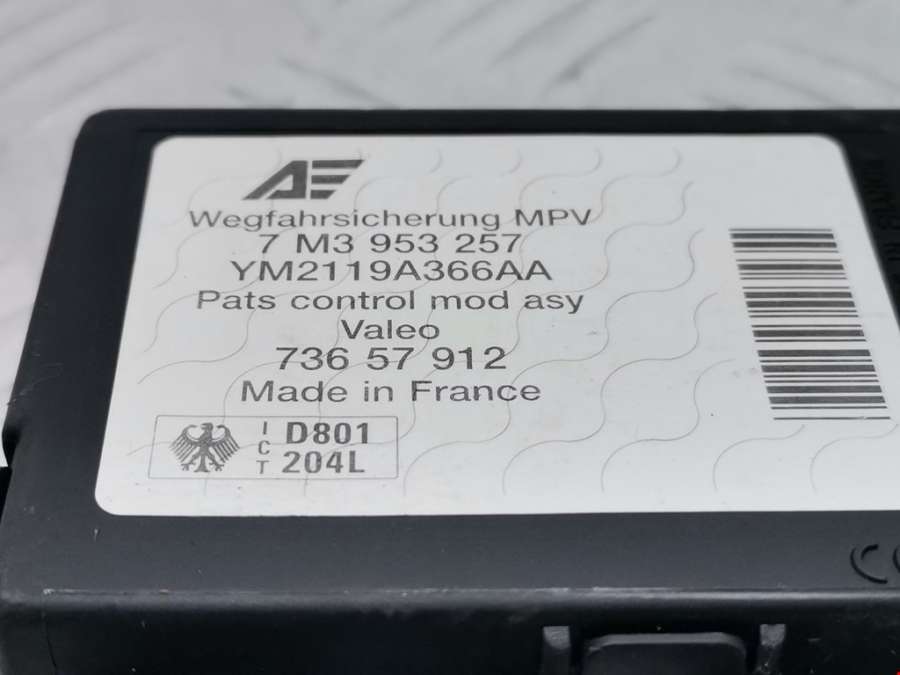 AE
Wegfahrsicherung MPV
7 M3 953 257
YM2119A366AA
Pats control mod asy
Valeo
736 57 912
Made in France
ICT D801
204L